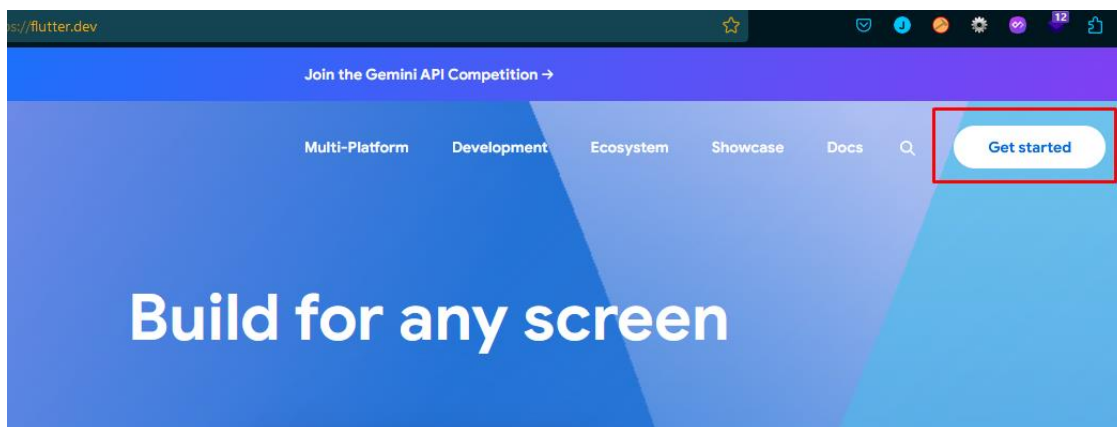 ps://flutter.dev
12
J
Join the Gemini API Competition →
Multi-Platform Development Ecosystem Showcase Docs Get started
Build for any screen